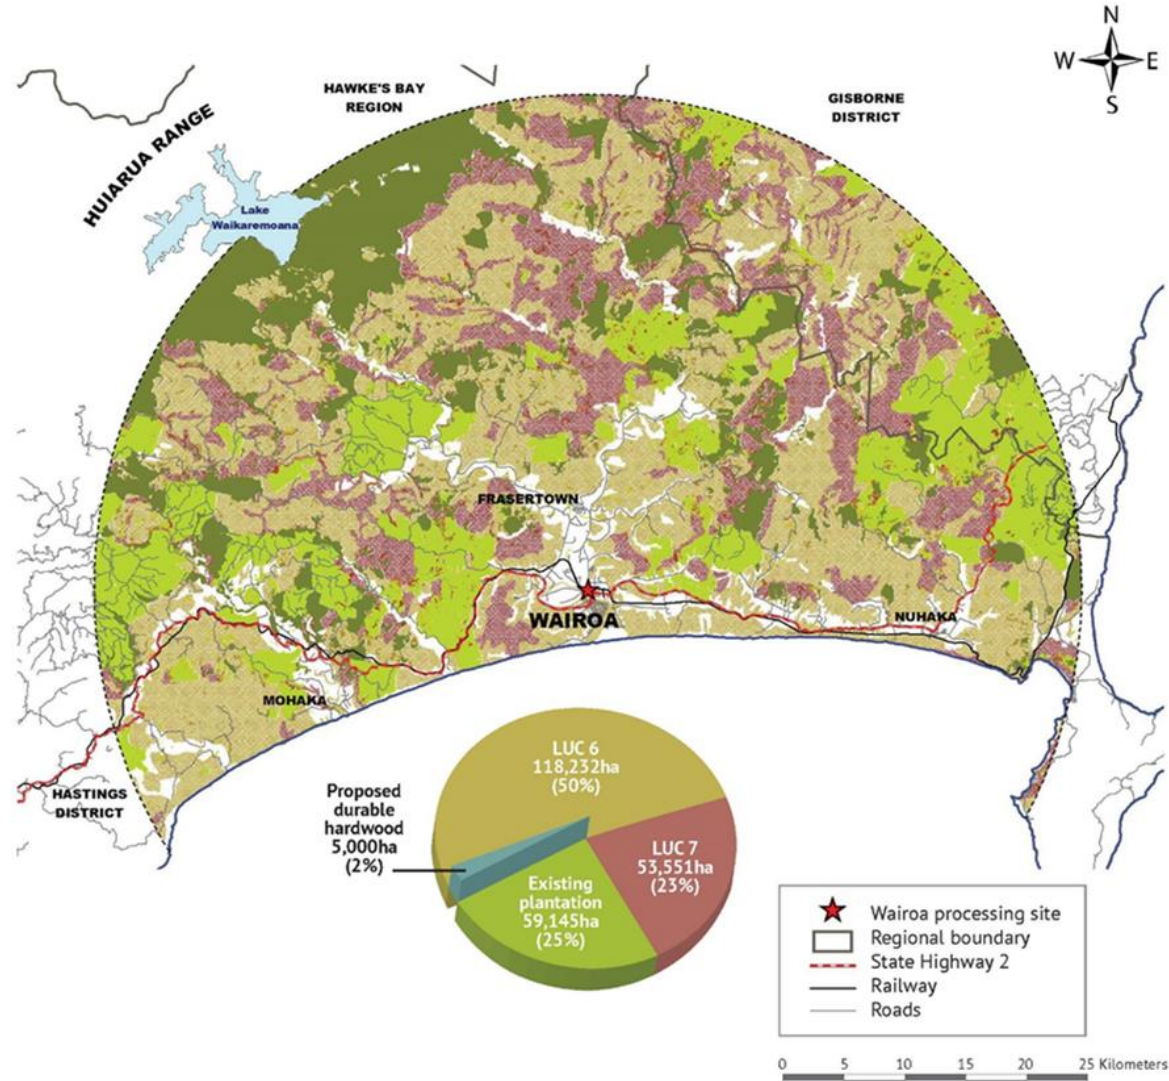 N
W E
S
HAWKE'S BAY
REGION
GISBORNE
DISTRICT
HUIARUA RANGE
Lake
Waikaremoana
FRASERTOWN
WAIROA
NUHAKA
MOHAKA
HASTINGS
DISTRICT
LUC 6
118,232ha
(50%)
Proposed
durable
hardwood
5,000ha
(2%)
LUC 7
53,551ha
(23%)
Existing
plantation
59,145ha
(25%)
Wairoa processing site
Regional boundary
State Highway 2
Railway
Roads
0 5 10 15 20 25 Kilometers